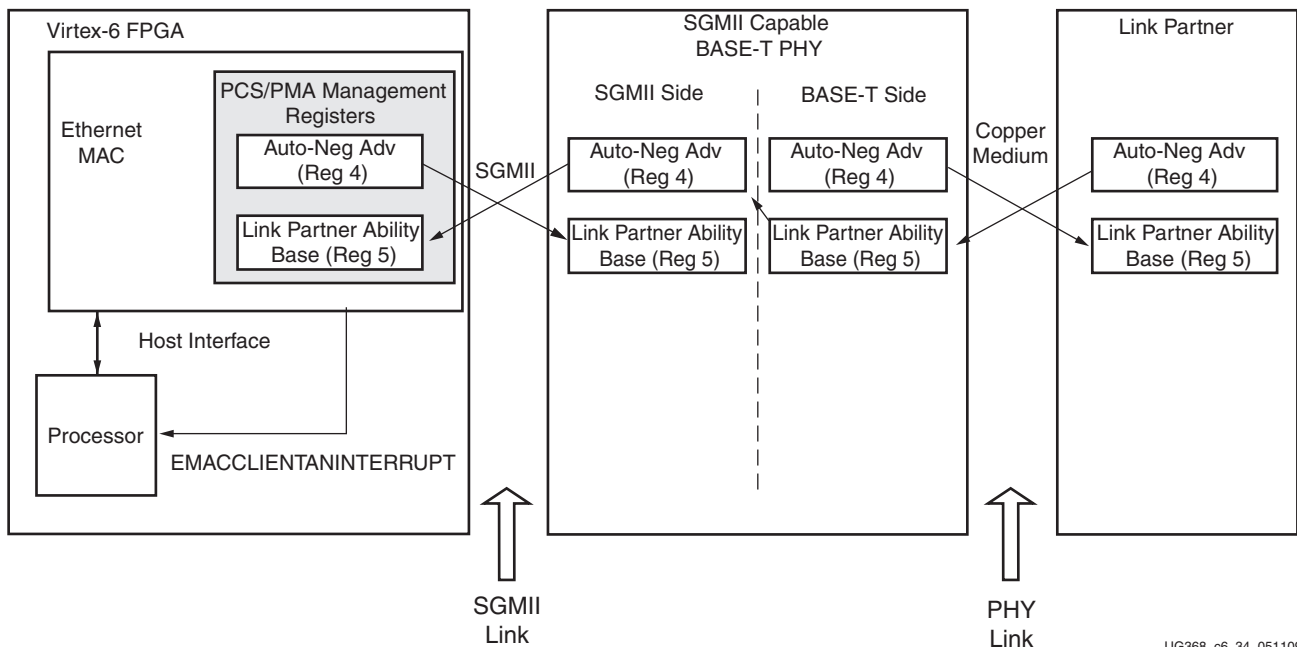 Virtex-6 FPGA
Ethernet
MAC
PCS/PMA Management
Registers
Auto-Neg Adv
(Reg 4)
Link Partner Ability
Base (Reg 5)
Host Interface
Processor
EMACCLIENTANINTERRUPT
SGMII
SGMII
Link
SGMII Capable
BASE-T PHY
SGMII Side
Auto-Neg Adv
(Reg 4)
Link Partner Ability
Base (Reg 5)
BASE-T Side
Auto-Neg Adv
(Reg 4)
Link Partner Ability
Base (Reg 5)
Copper
Medium
PHY
Link
Link Partner
Auto-Neg Adv
(Reg 4)
Link Partner Ability
Base (Reg 5)
UG368_c6_34_051109